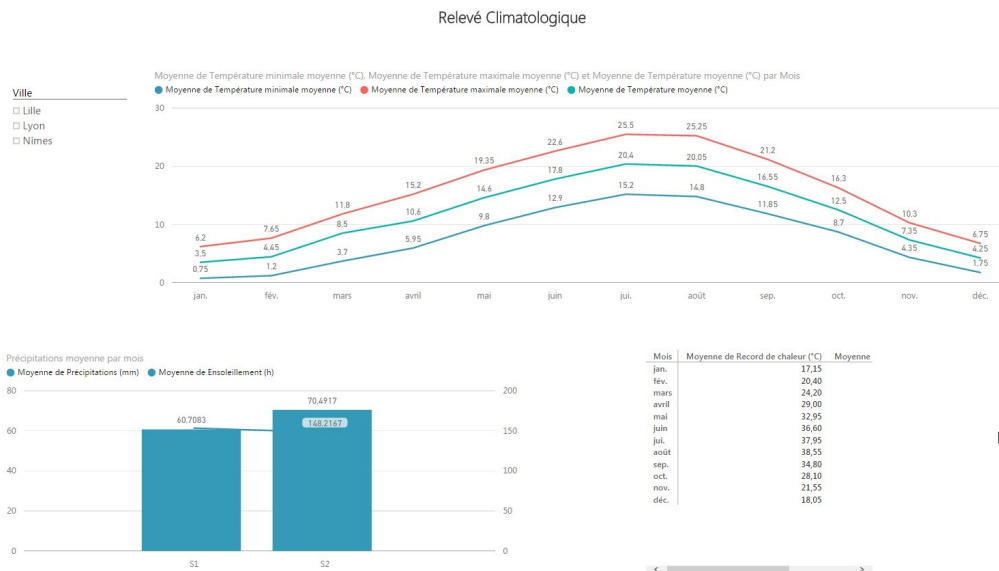 Relevé Climatologique
Ville
Lille
Lyon
Nîmes
Moyenne de Température minimale moyenne (°C), Moyenne de Température maximale moyenne (°C) et Moyenne de Température moyenne (°C) par Mois
Moyenne de Température minimale moyenne (°C) Moyenne de Température maximale moyenne (°C) Moyenne de Température moyenne (°C)
30
20
10
0
6.2 7.65 11.8 15.2 19.35 22.6 25.5 25.25 21.2 16.3 10.3 6.75
3.5 4.45 8.5 10.6 14.6 17.8 20.4 20.05 16.55 12.5 7.35 4.25
0.75 1.2 3.7 5.95 9.8 12.9 15.2 14.8 11.85 8.7 4.35 1.75
jan. fév. mars avril mai juin jui. août sep. oct. nov. déc.
Précipitations moyenne par mois
Moyenne de Précipitations (mm) Moyenne de Ensoleillement (h)
80 200
60 150
40 100
20 50
0 0
60.7083 70.4917
148.2167
S1 S2
Mois Moyenne de Record de chaleur (°C) Moyenne
jan. 17,15
fév. 20,40
mars 24,20
avril 29,00
mai 32,95
juin 36,60
jui. 37,95
août 38,55
sep. 34,80
oct. 28,10
nov. 21,55
déc. 18,05